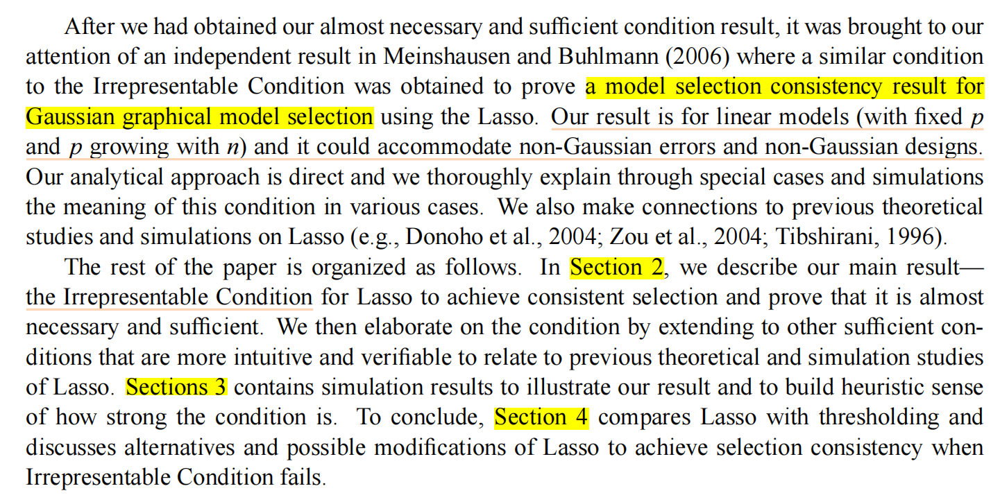 After we had obtained our almost necessary and sufficient condition result, it was brought to our
attention of an independent result in Meinshausen and Buhlmann (2006) where a similar condition
to the Irrepresentable Condition was obtained to prove a model selection consistency result for
Gaussian graphical model selection using the Lasso. Our result is for linear models (with fixed p
and p growing with n) and it could accommodate non-Gaussian errors and non-Gaussian designs.
Our analytical approach is direct and we thoroughly explain through special cases and simulations
the meaning of this condition in various cases. We also make connections to previous theoretical
studies and simulations on Lasso (e.g., Donoho et al., 2004; Zou et al., 2004; Tibshirani, 1996).
The rest of the paper is organized as follows. In Section 2, we describe our main result—
the Irrepresentable Condition for Lasso to achieve consistent selection and prove that it is almost
necessary and sufficient. We then elaborate on the condition by extending to other sufficient con-
ditions that are more intuitive and verifiable to relate to previous theoretical and simulation studies
of Lasso. Sections 3 contains simulation results to illustrate our result and to build heuristic sense
of how strong the condition is. To conclude, Section 4 compares Lasso with thresholding and
discusses alternatives and possible modifications of Lasso to achieve selection consistency when
Irrepresentable Condition fails.